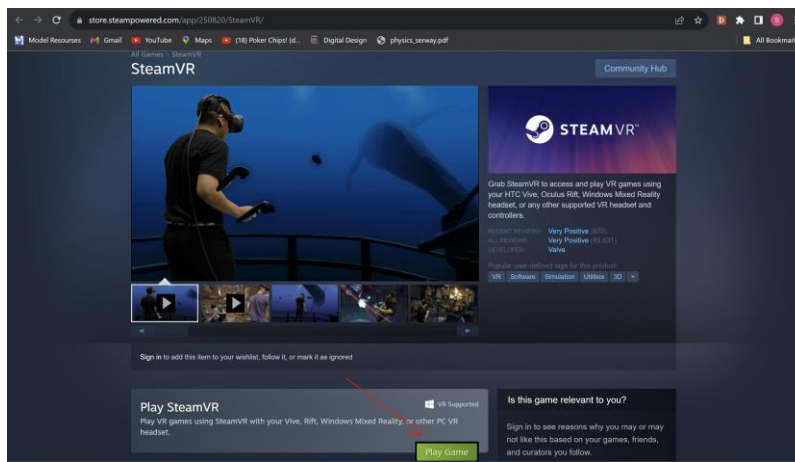 store.steampowered.com/app/250820/SteamVR/
Model Resourses
Gmail
YouTube
Maps
(18) Poker Chips! (d...
Digital Design
physics_serway.pdf
All Bookmar
All Games > SteamVR
SteamVR
Community Hub
STEAMVR™
Grab SteamVR to access and play VR games using
your HTC Vive, Oculus Rift, Windows Mixed Reality
headset, or any other supported VR headset and
controllers.
RECENT REVIEWS: Very Positive (870)
ALL REVIEWS: Very Positive
DEVELOPER: Valve
Popular user-defined tags for this product:
VR Software Simulation Utilities 3D +
Sign in to add this item to your wishlist, follow it, or mark it as ignored
Play SteamVR
VR Supported
Play VR games using SteamVR with your Vive, Rift, Windows Mixed Reality, or other PC VR
headset.
Play Game
Is this game relevant to you?
Sign in to see reasons why you may or may
not like this based on your games, friends,
and curators you follow.